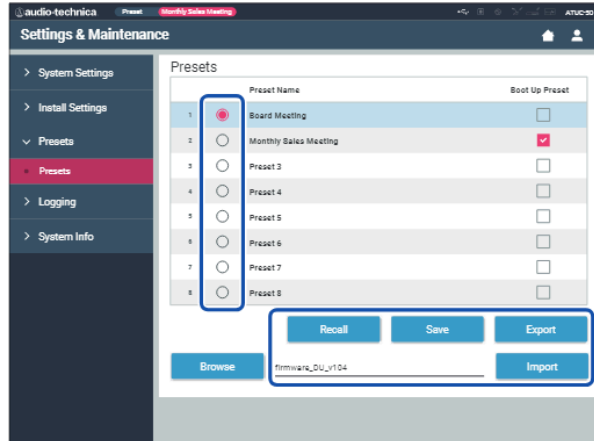 audio-technica Preset Monthly Sales Meeting ATUC-50
Settings & Maintenance
> System Settings
> Install Settings
Presets
Presets
> Logging
> System Info
Presets
Preset Name Boot Up Preset
1 Board Meeting
2 Monthly Sales Meeting
3 Preset 3
4 Preset 4
5 Preset 5
6 Preset 6
7 Preset 7
8 Preset 8
Recall Save Export
Browse firmware_DU_v104 Import